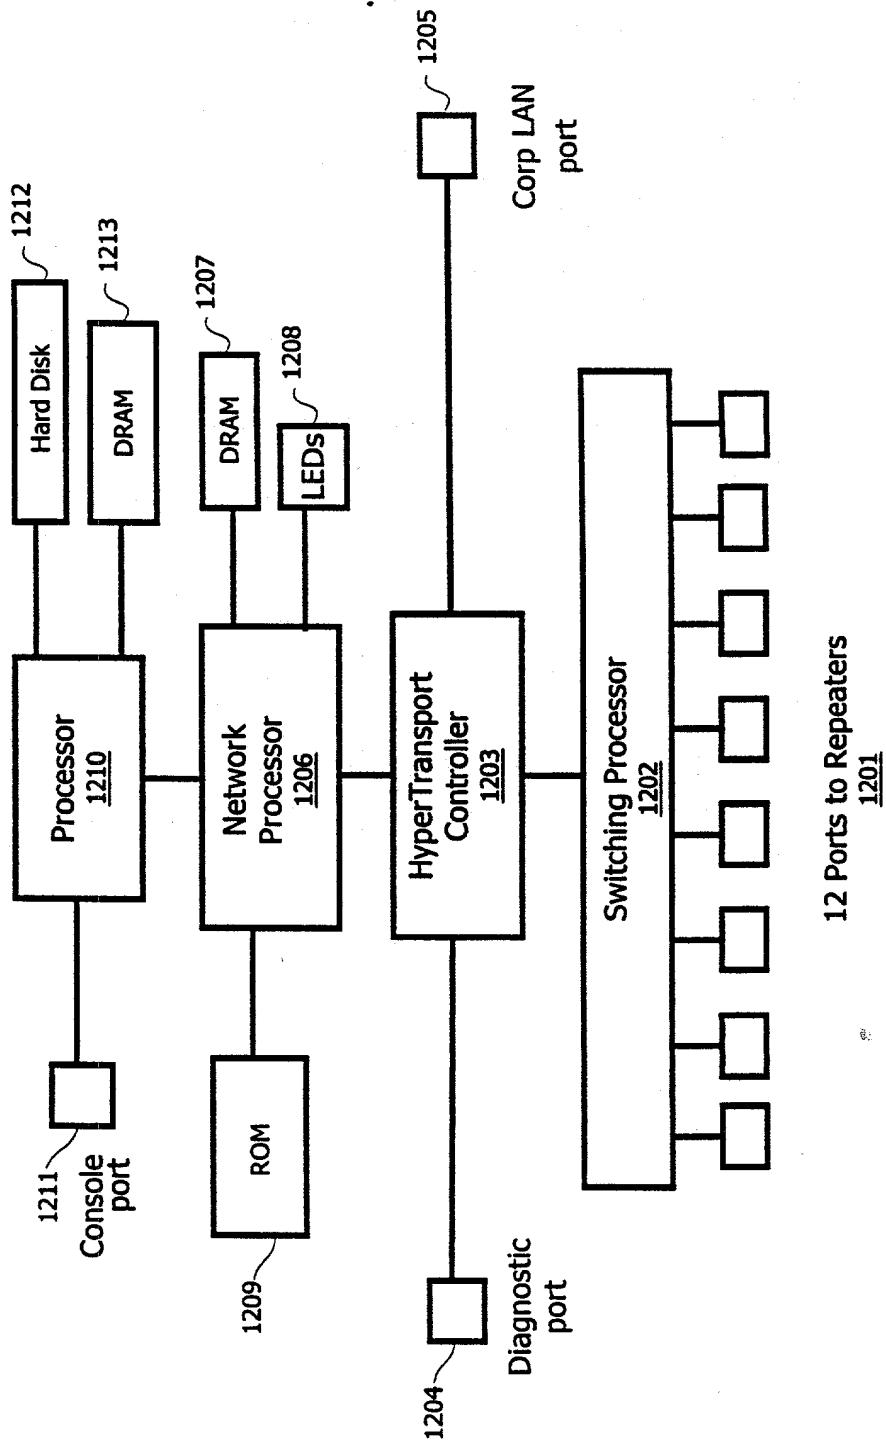 1212
Hard Disk
1213
DRAM
Processor
1210
1211
Console
port
1207
DRAM
1208
LEDs
Network
Processor
1206
ROM
1209
1205
Corp LAN
port
HyperTransport
Controller
1203
1204
Diagnostic
port
Switching Processor
1202
12 Ports to Repeaters
1201